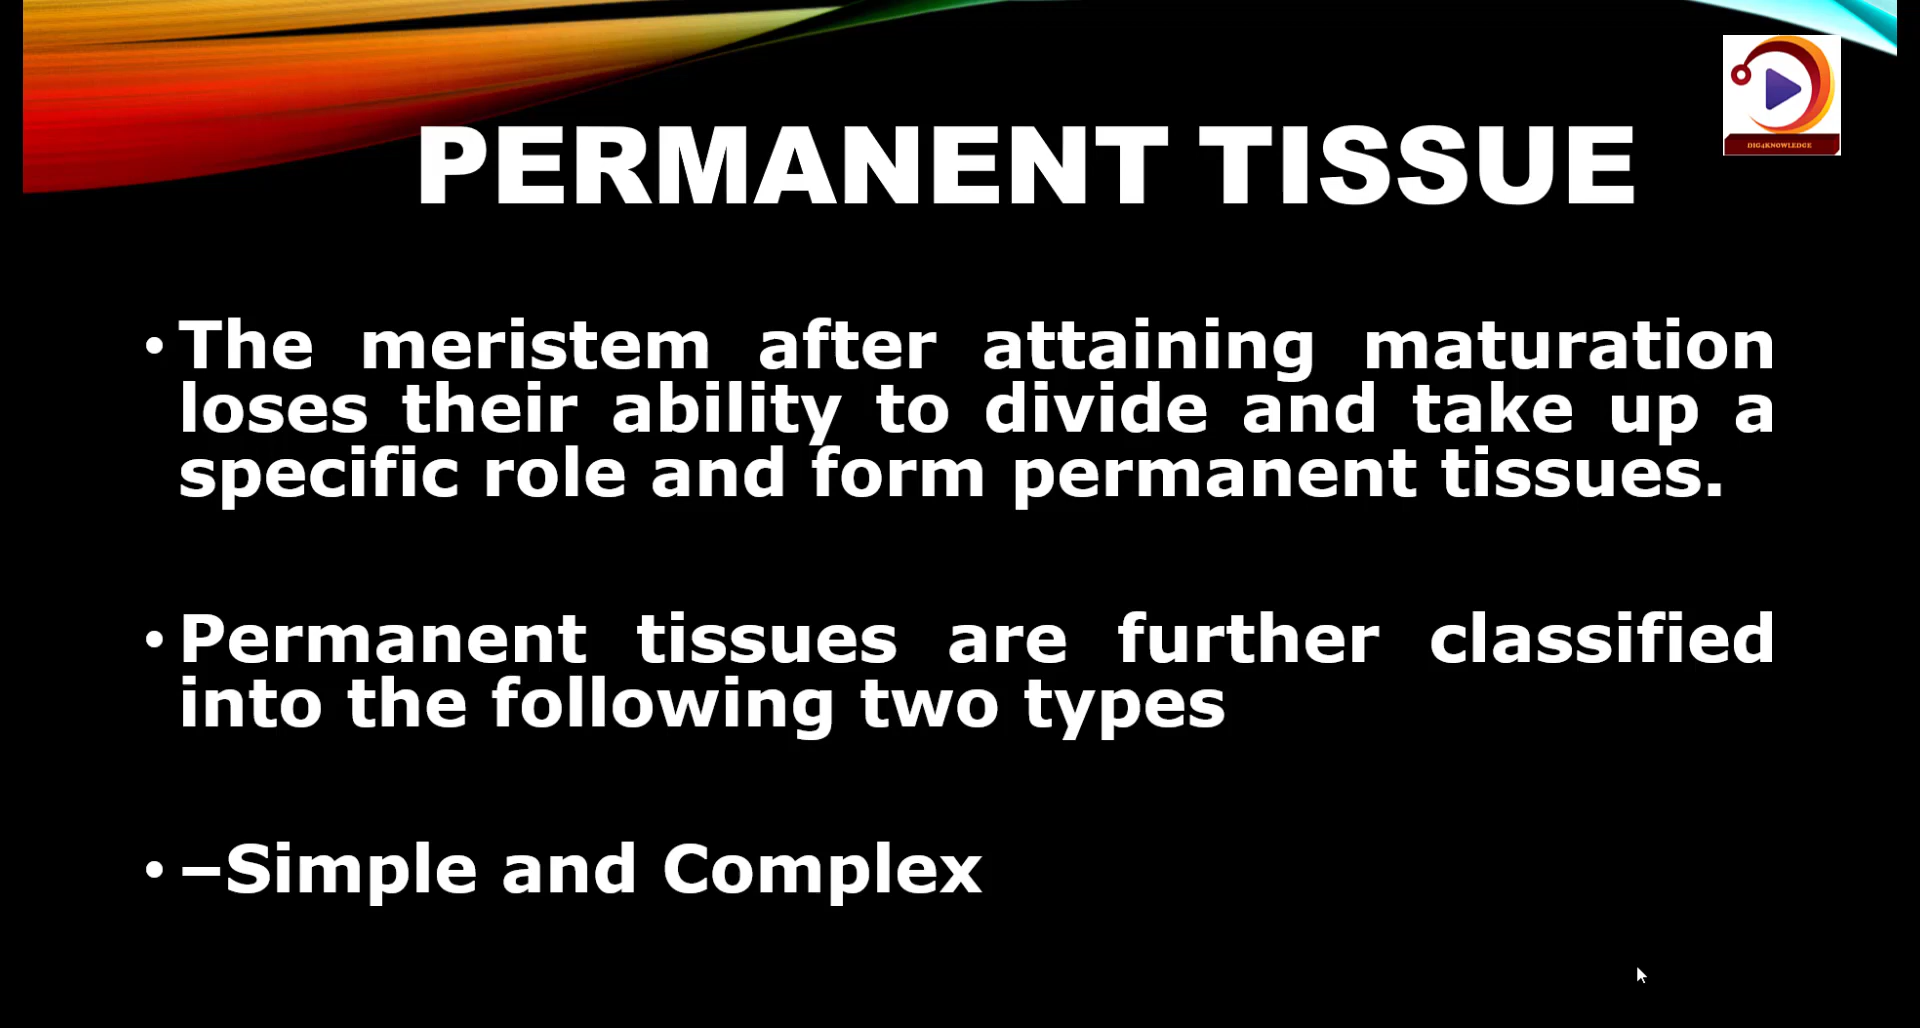 DIG4KNOWLEDGE
PERMANENT TISSUE
• The meristem after attaining maturation
loses their ability to divide and take up a
specific role and form permanent tissues.
• Permanent tissues are further classified
into the following two types
• –Simple and Complex